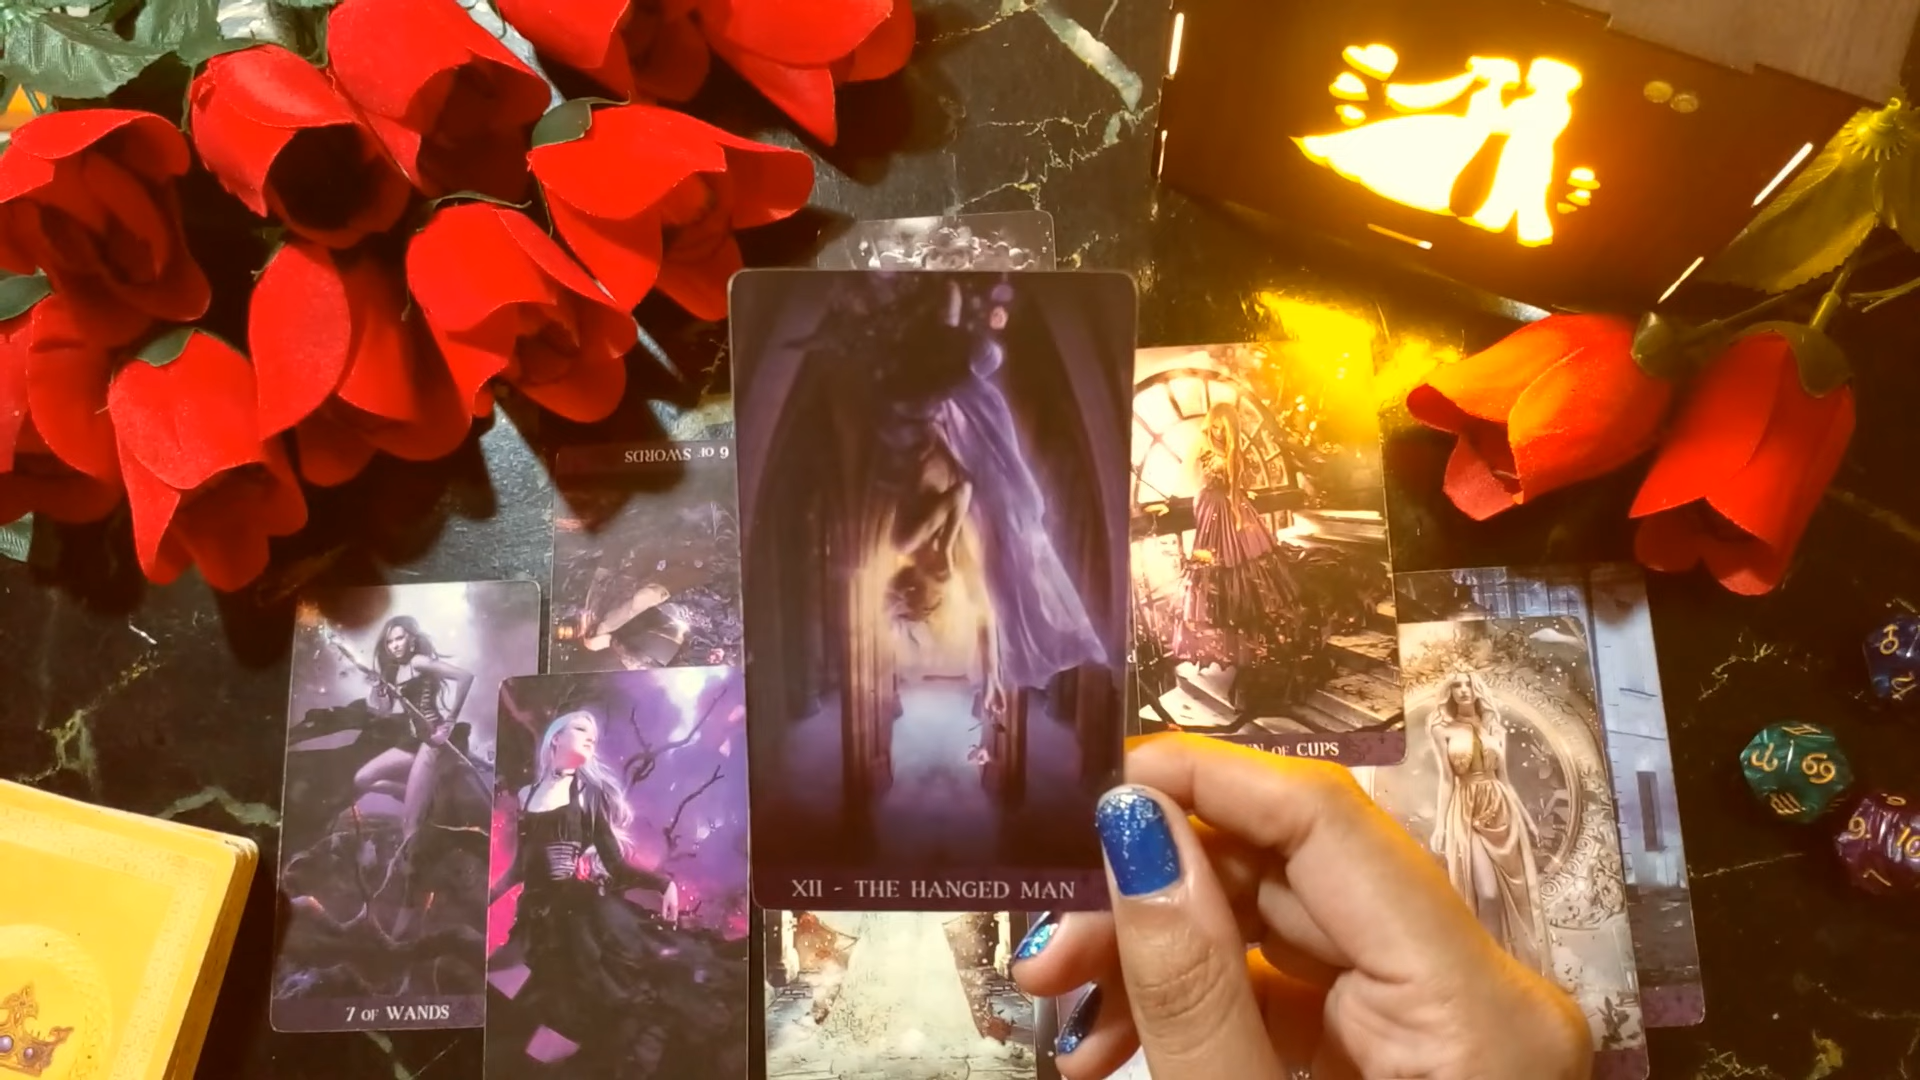 6 OF SWORDS
OF CUPS
XII - THE HANGED MAN
7 OF WANDS